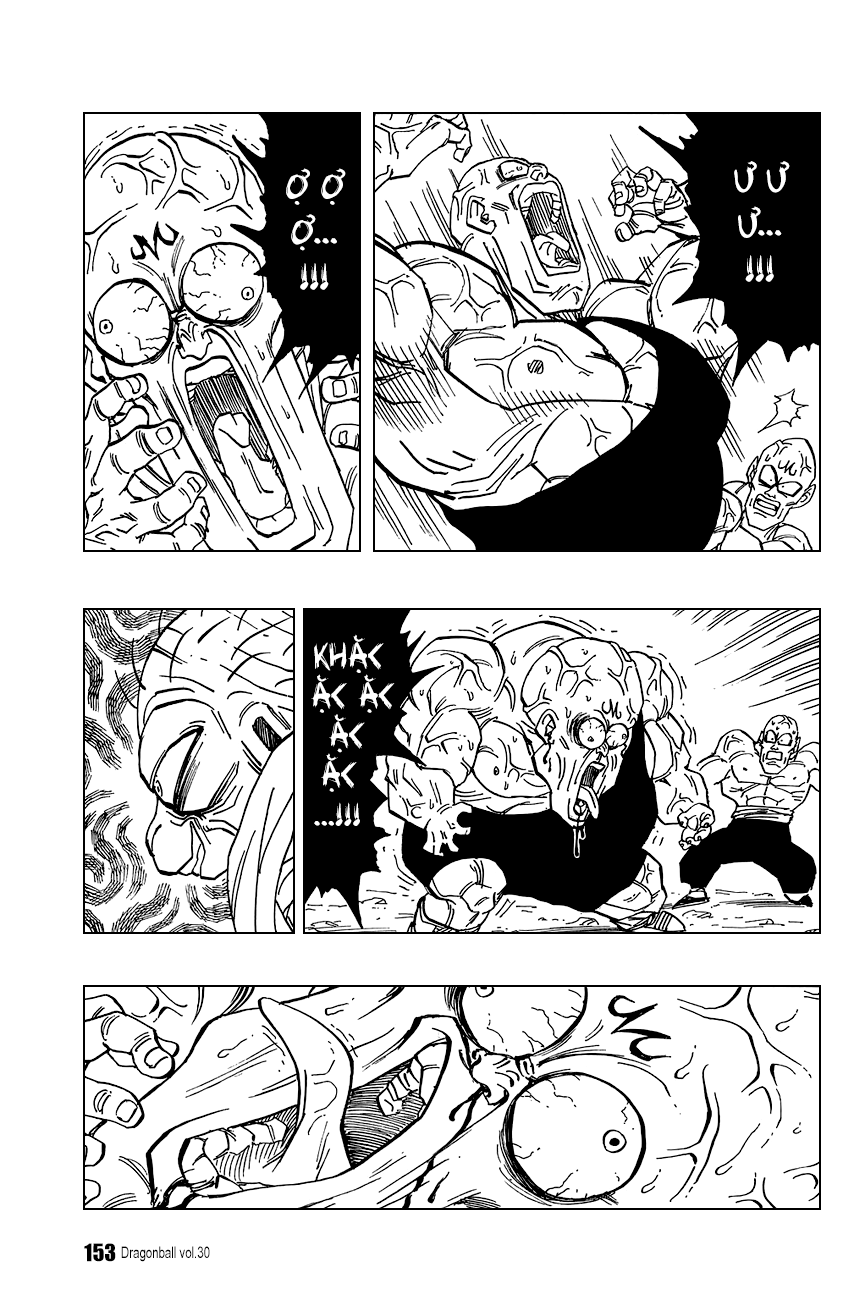 Ư Ư
Ư...
!!!
Ợ Ợ
Ợ...
!!!
KHẶC
ẶC ẶC
ẶC
ẶC
...!!!
153 Dragonball vol.30